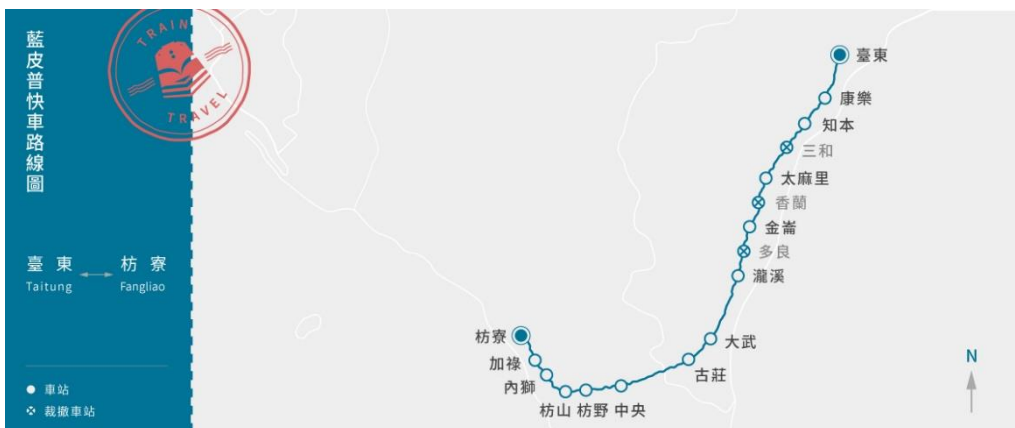 藍皮普快車路線圖
TRAIN
TRAVEL
臺東 枋寮
Taitung Fangliao
車站
裁撤車站
臺東
康樂
知本
三和
太麻里
香蘭
金崙
多良
瀧溪
大武
古莊
中央
枋野
枋山
內獅
加祿
枋寮
N